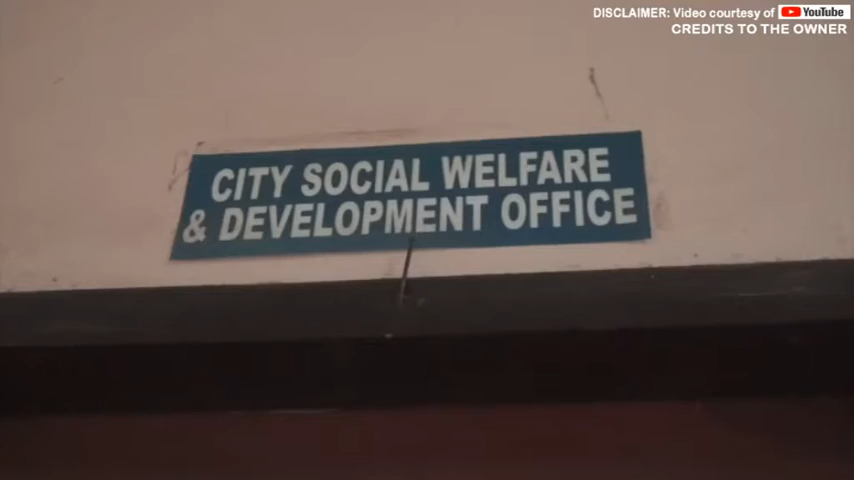 DISCLAIMER: Video courtesy of YouTube
CREDITS TO THE OWNER
CITY SOCIAL WELFARE
& DEVELOPMENT OFFICE